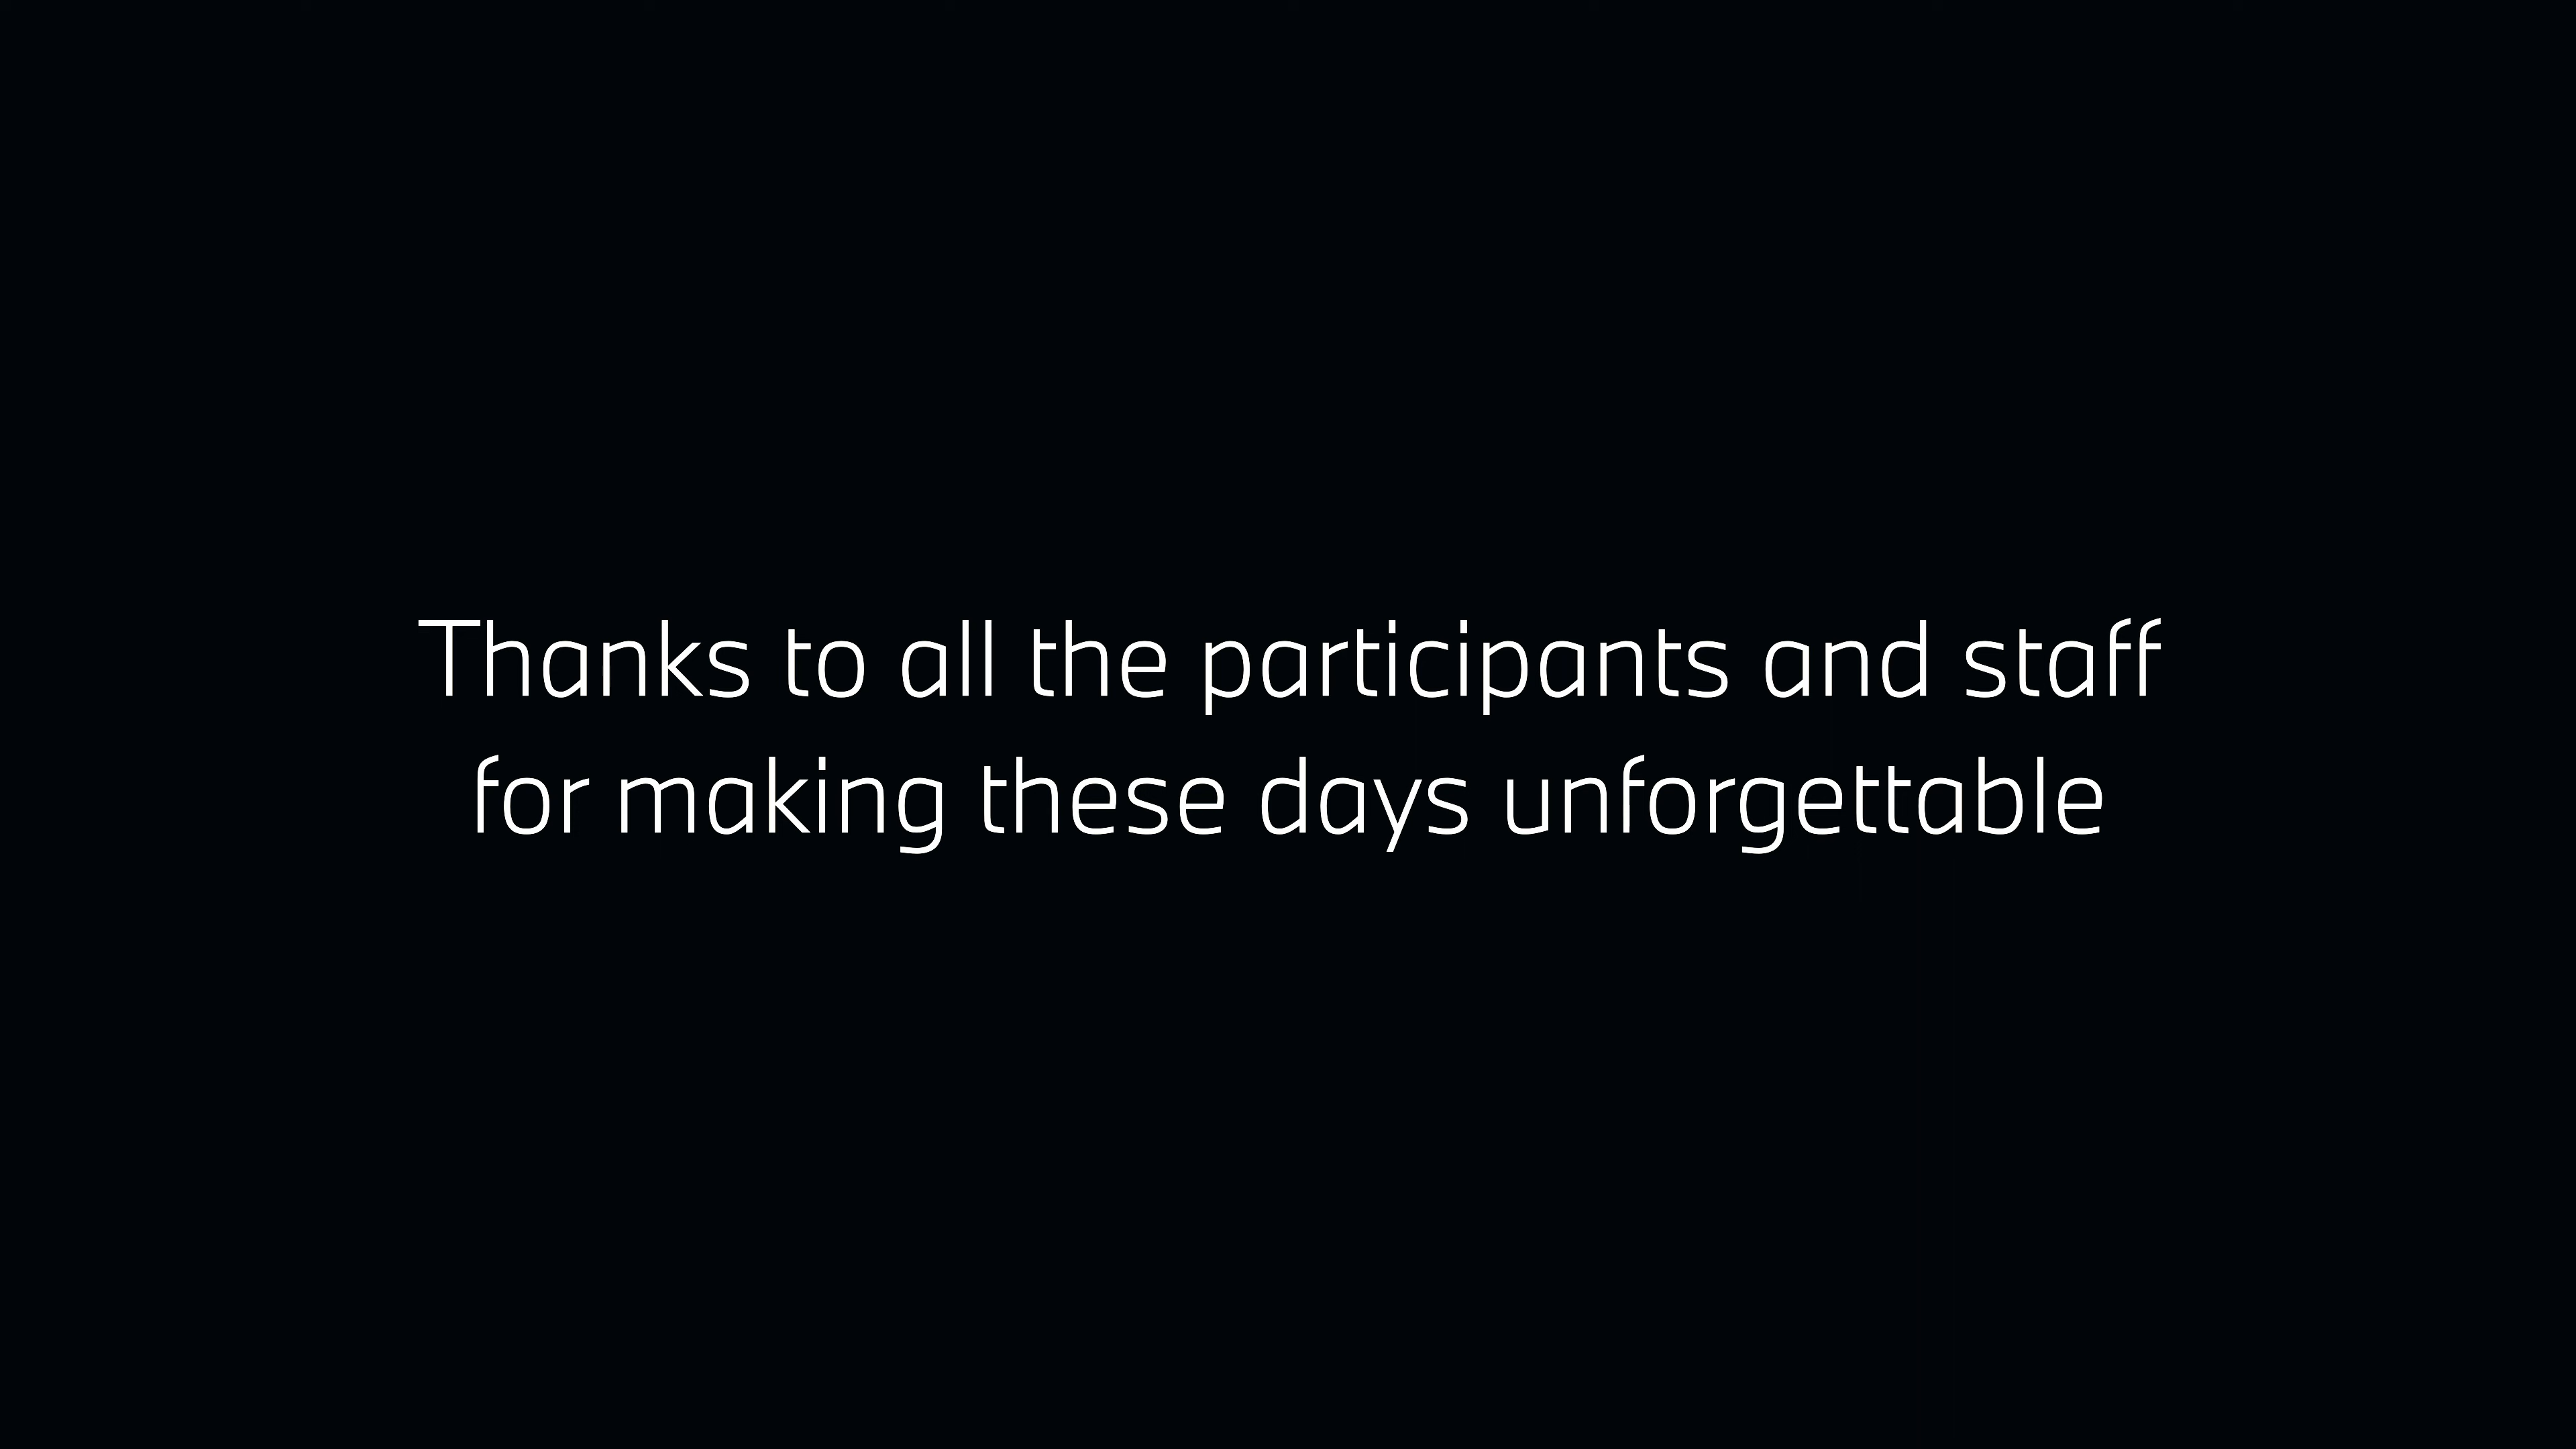 Thanks to all the participants and staff
for making these days unforgettable